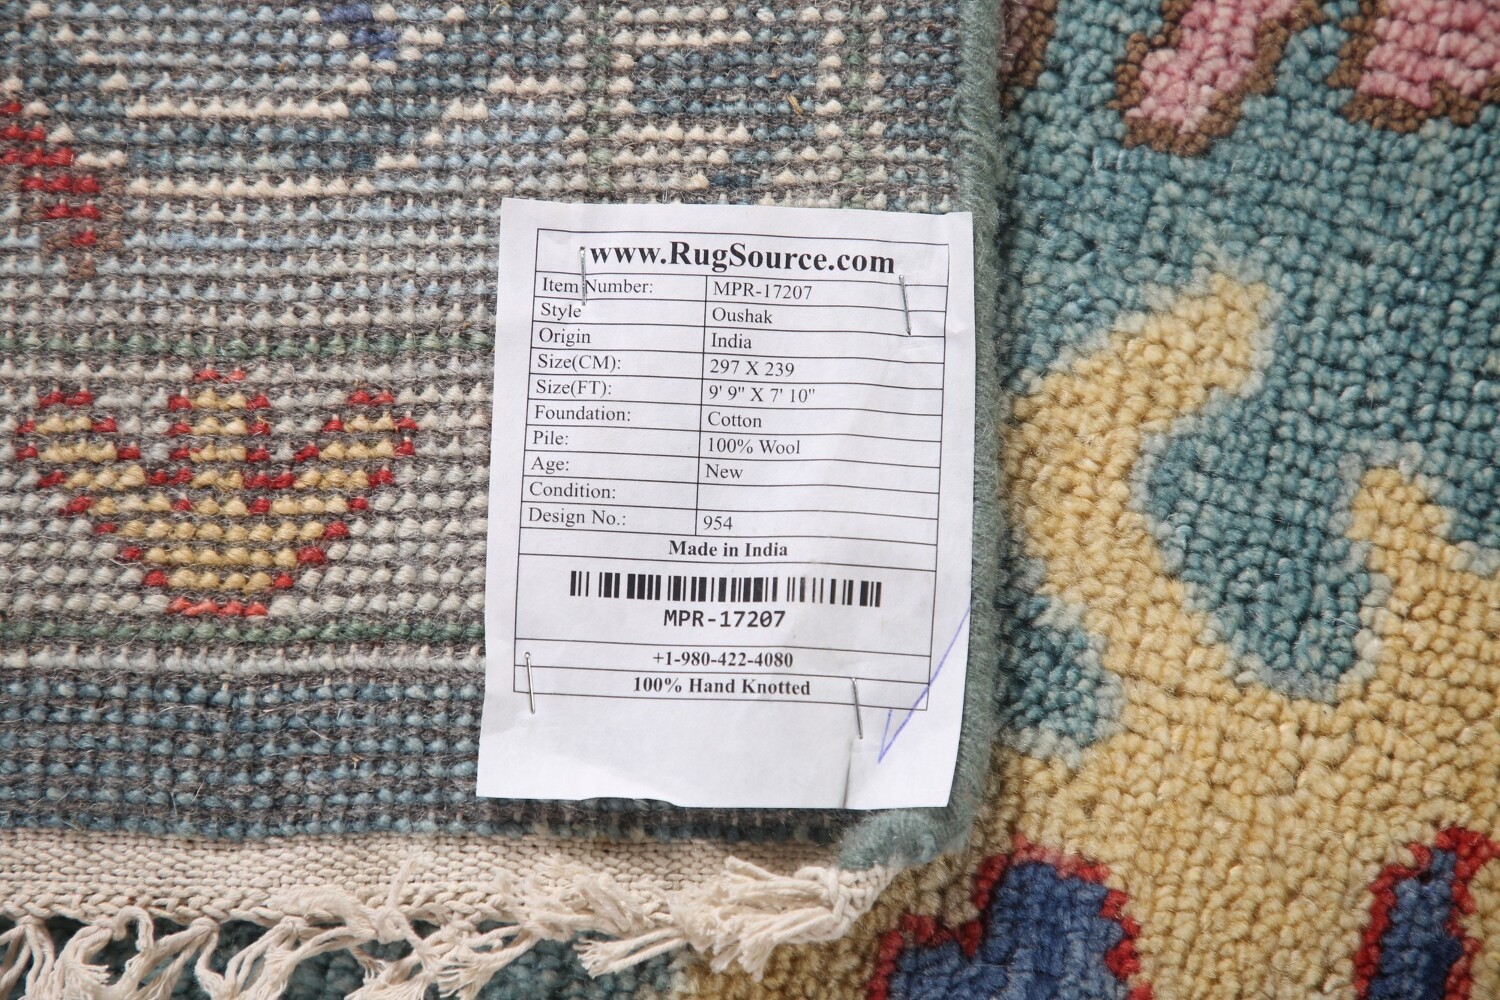 www.RugSource.com
Item Number: MPR-17207
Style Oushak
Origin India
Size(CM): 297 X 239
Size(FT): 9' 9" X 7' 10"
Foundation: Cotton
Pile: 100% Wool
Age: New
Condition:
Design No.: 954
Made in India
MPR-17207
+1-980-422-4080
100% Hand Knotted